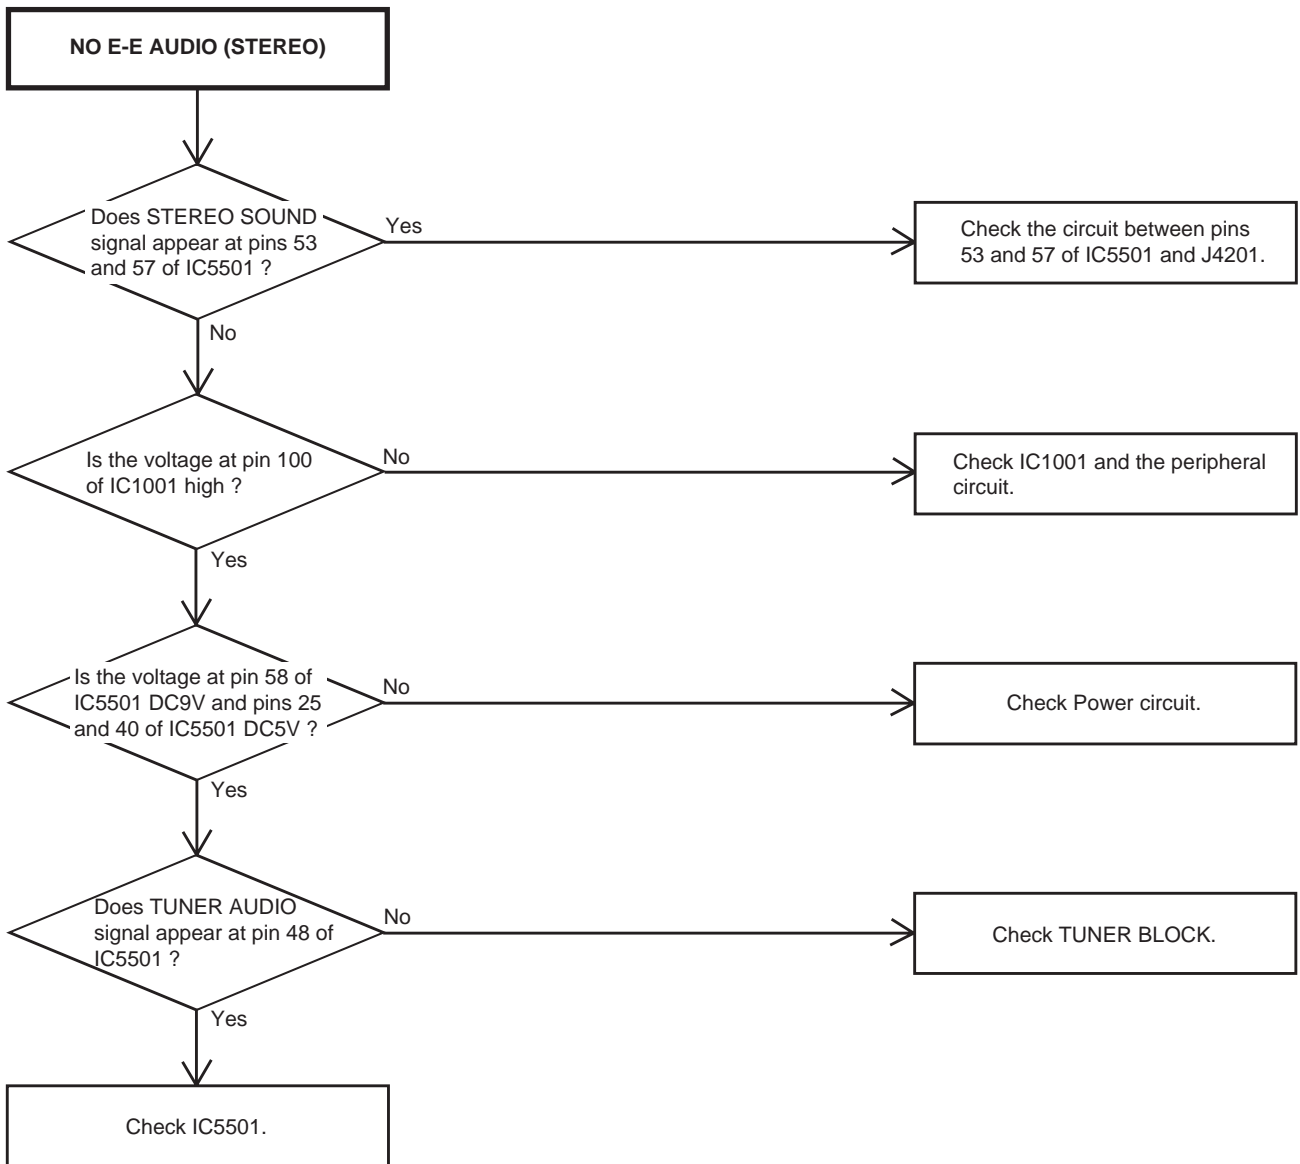 NO E-E AUDIO (STEREO)
Does STEREO SOUND
signal appear at pins 53
and 57 of IC5501 ?
Yes
Check the circuit between pins
53 and 57 of IC5501 and J4201.
No
Is the voltage at pin 100
of IC1001 high ?
No
Check IC1001 and the peripheral
circuit.
Yes
Is the voltage at pin 58 of
IC5501 DC9V and pins 25
and 40 of IC5501 DC5V ?
No
Check Power circuit.
Yes
Does TUNER AUDIO
signal appear at pin 48 of
IC5501 ?
No
Check TUNER BLOCK.
Yes
Check IC5501.